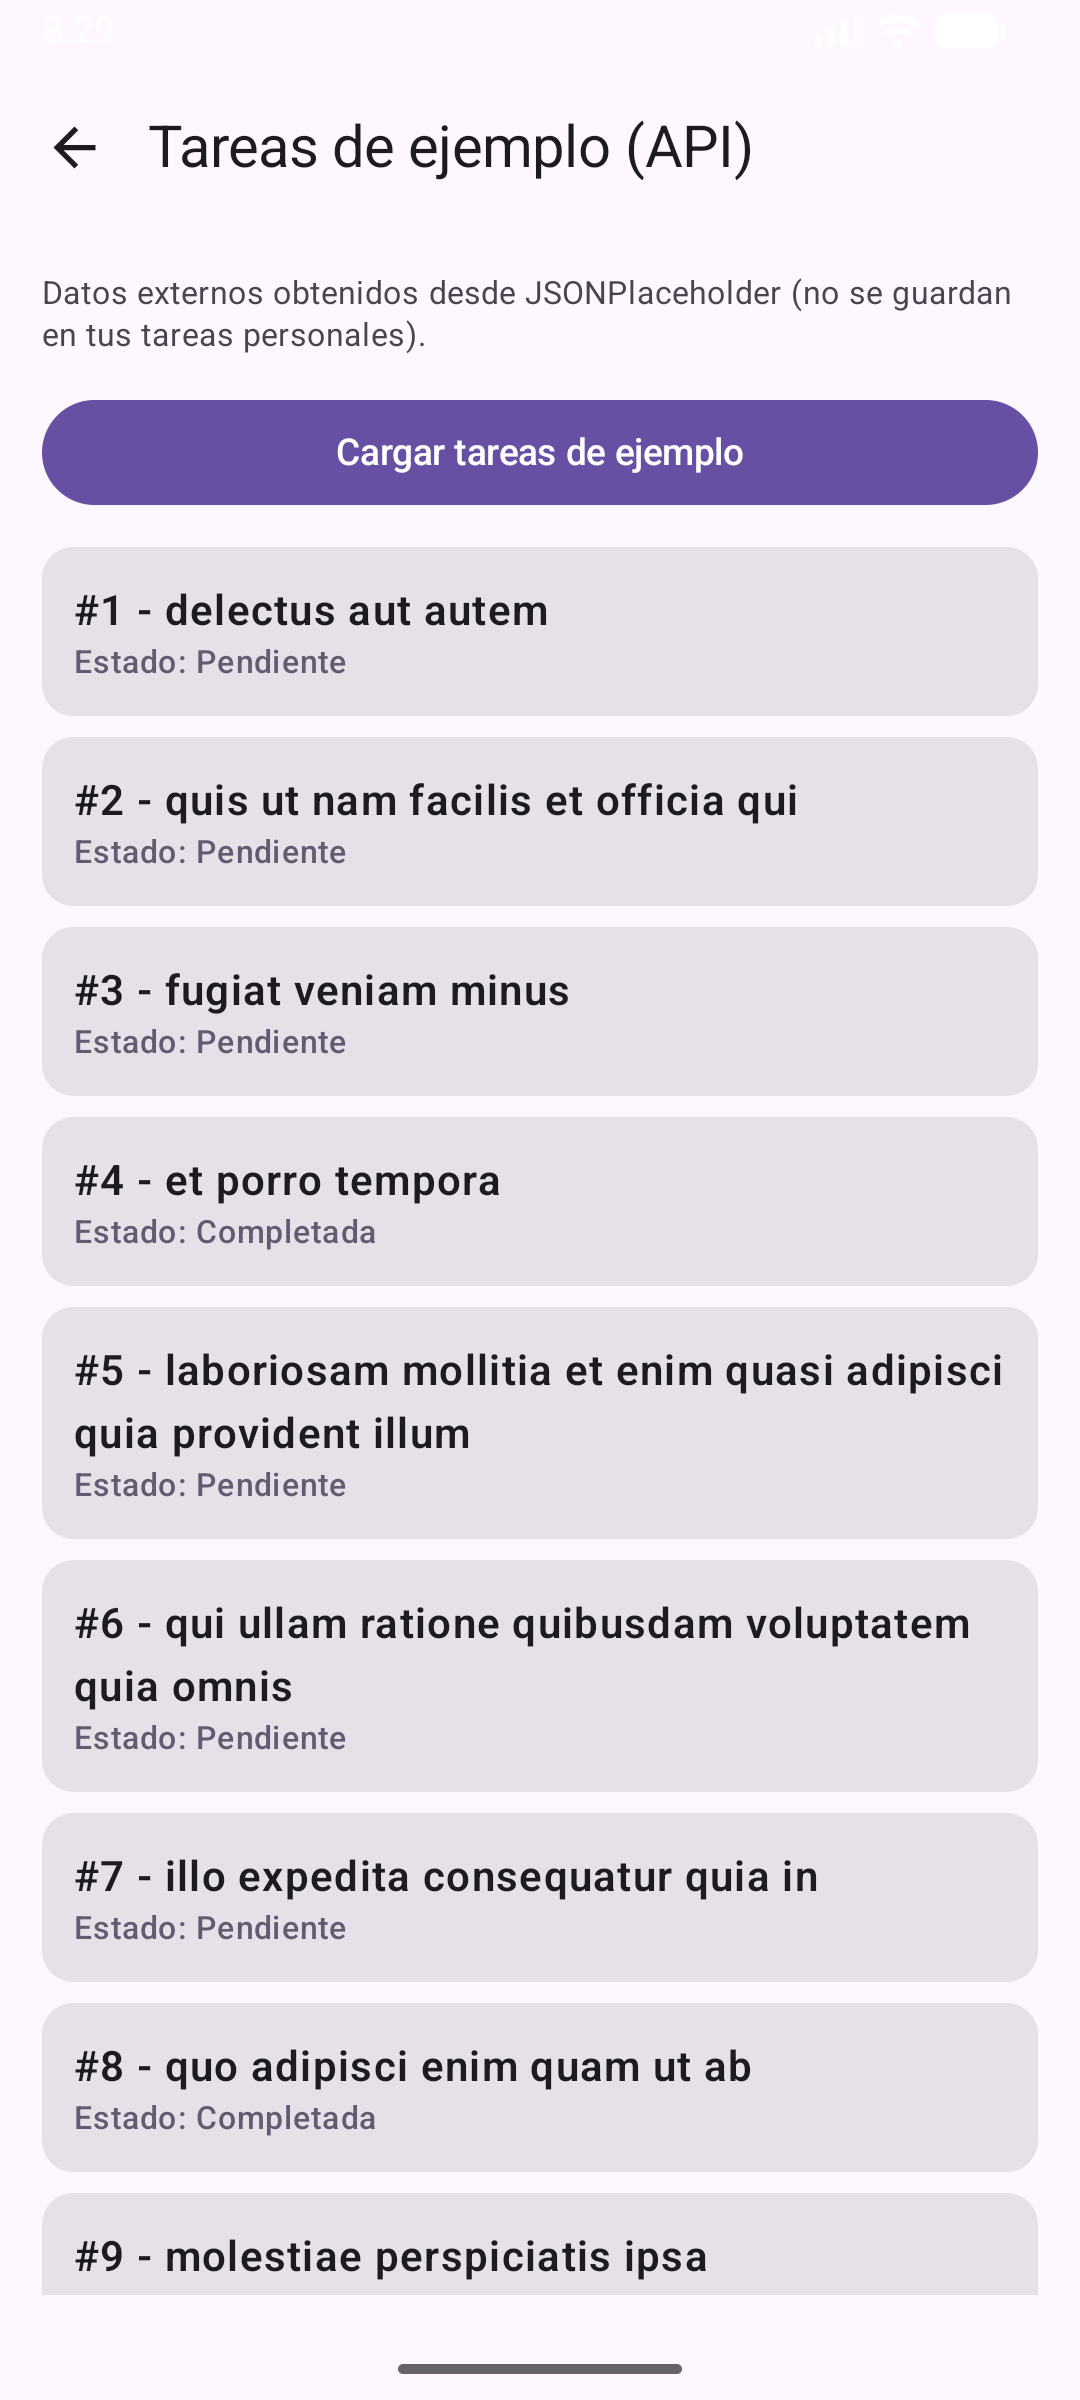 8:29
Tareas de ejemplo (API)
Datos externos obtenidos desde JSONPlaceholder (no se guardan
en tus tareas personales).
Cargar tareas de ejemplo
#1 - delectus aut autem
Estado: Pendiente
#2 - quis ut nam facilis et officia qui
Estado: Pendiente
#3 - fugiat veniam minus
Estado: Pendiente
#4 - et porro tempora
Estado: Completada
#5 - laboriosam mollitia et enim quasi adipisci
quia provident illum
Estado: Pendiente
#6 - qui ullam ratione quibusdam voluptatem
quia omnis
Estado: Pendiente
#7 - illo expedita consequatur quia in
Estado: Pendiente
#8 - quo adipisci enim quam ut ab
Estado: Completada
#9 - molestiae perspiciatis ipsa